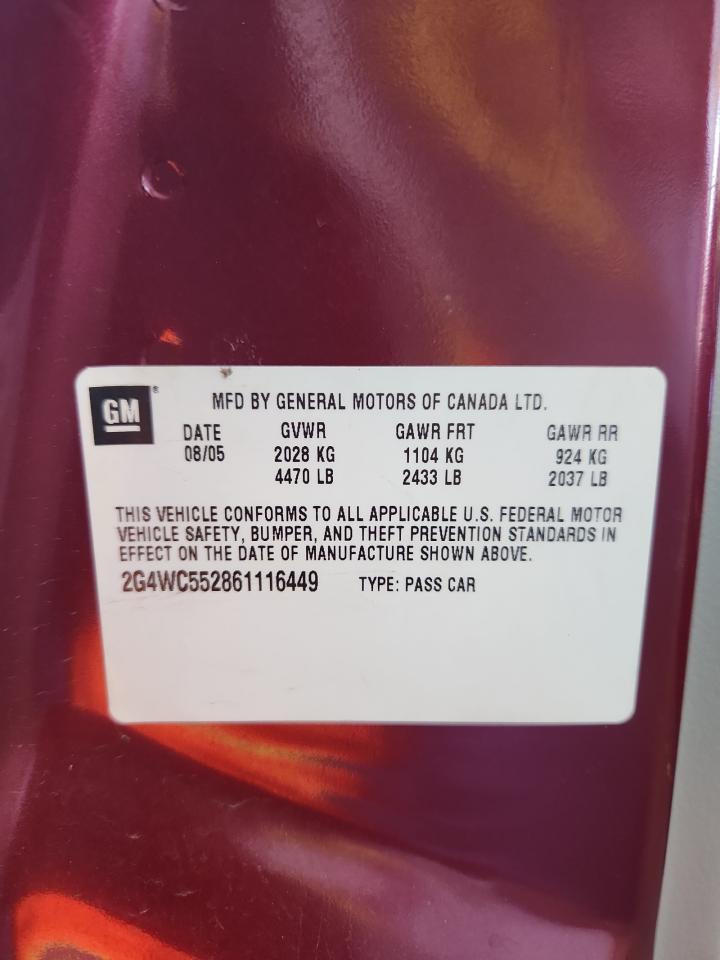 GM®
MFD BY GENERAL MOTORS OF CANADA LTD.
DATE GVWR GAWR FRT GAWR RR
08/05 2028 KG 1104 KG 924 KG
4470 LB 2433 LB 2037 LB
THIS VEHICLE CONFORMS TO ALL APPLICABLE U.S. FEDERAL MOTOR
VEHICLE SAFETY, BUMPER, AND THEFT PREVENTION STANDARDS IN
EFFECT ON THE DATE OF MANUFACTURE SHOWN ABOVE.
2G4WC552861116449 TYPE: PASS CAR